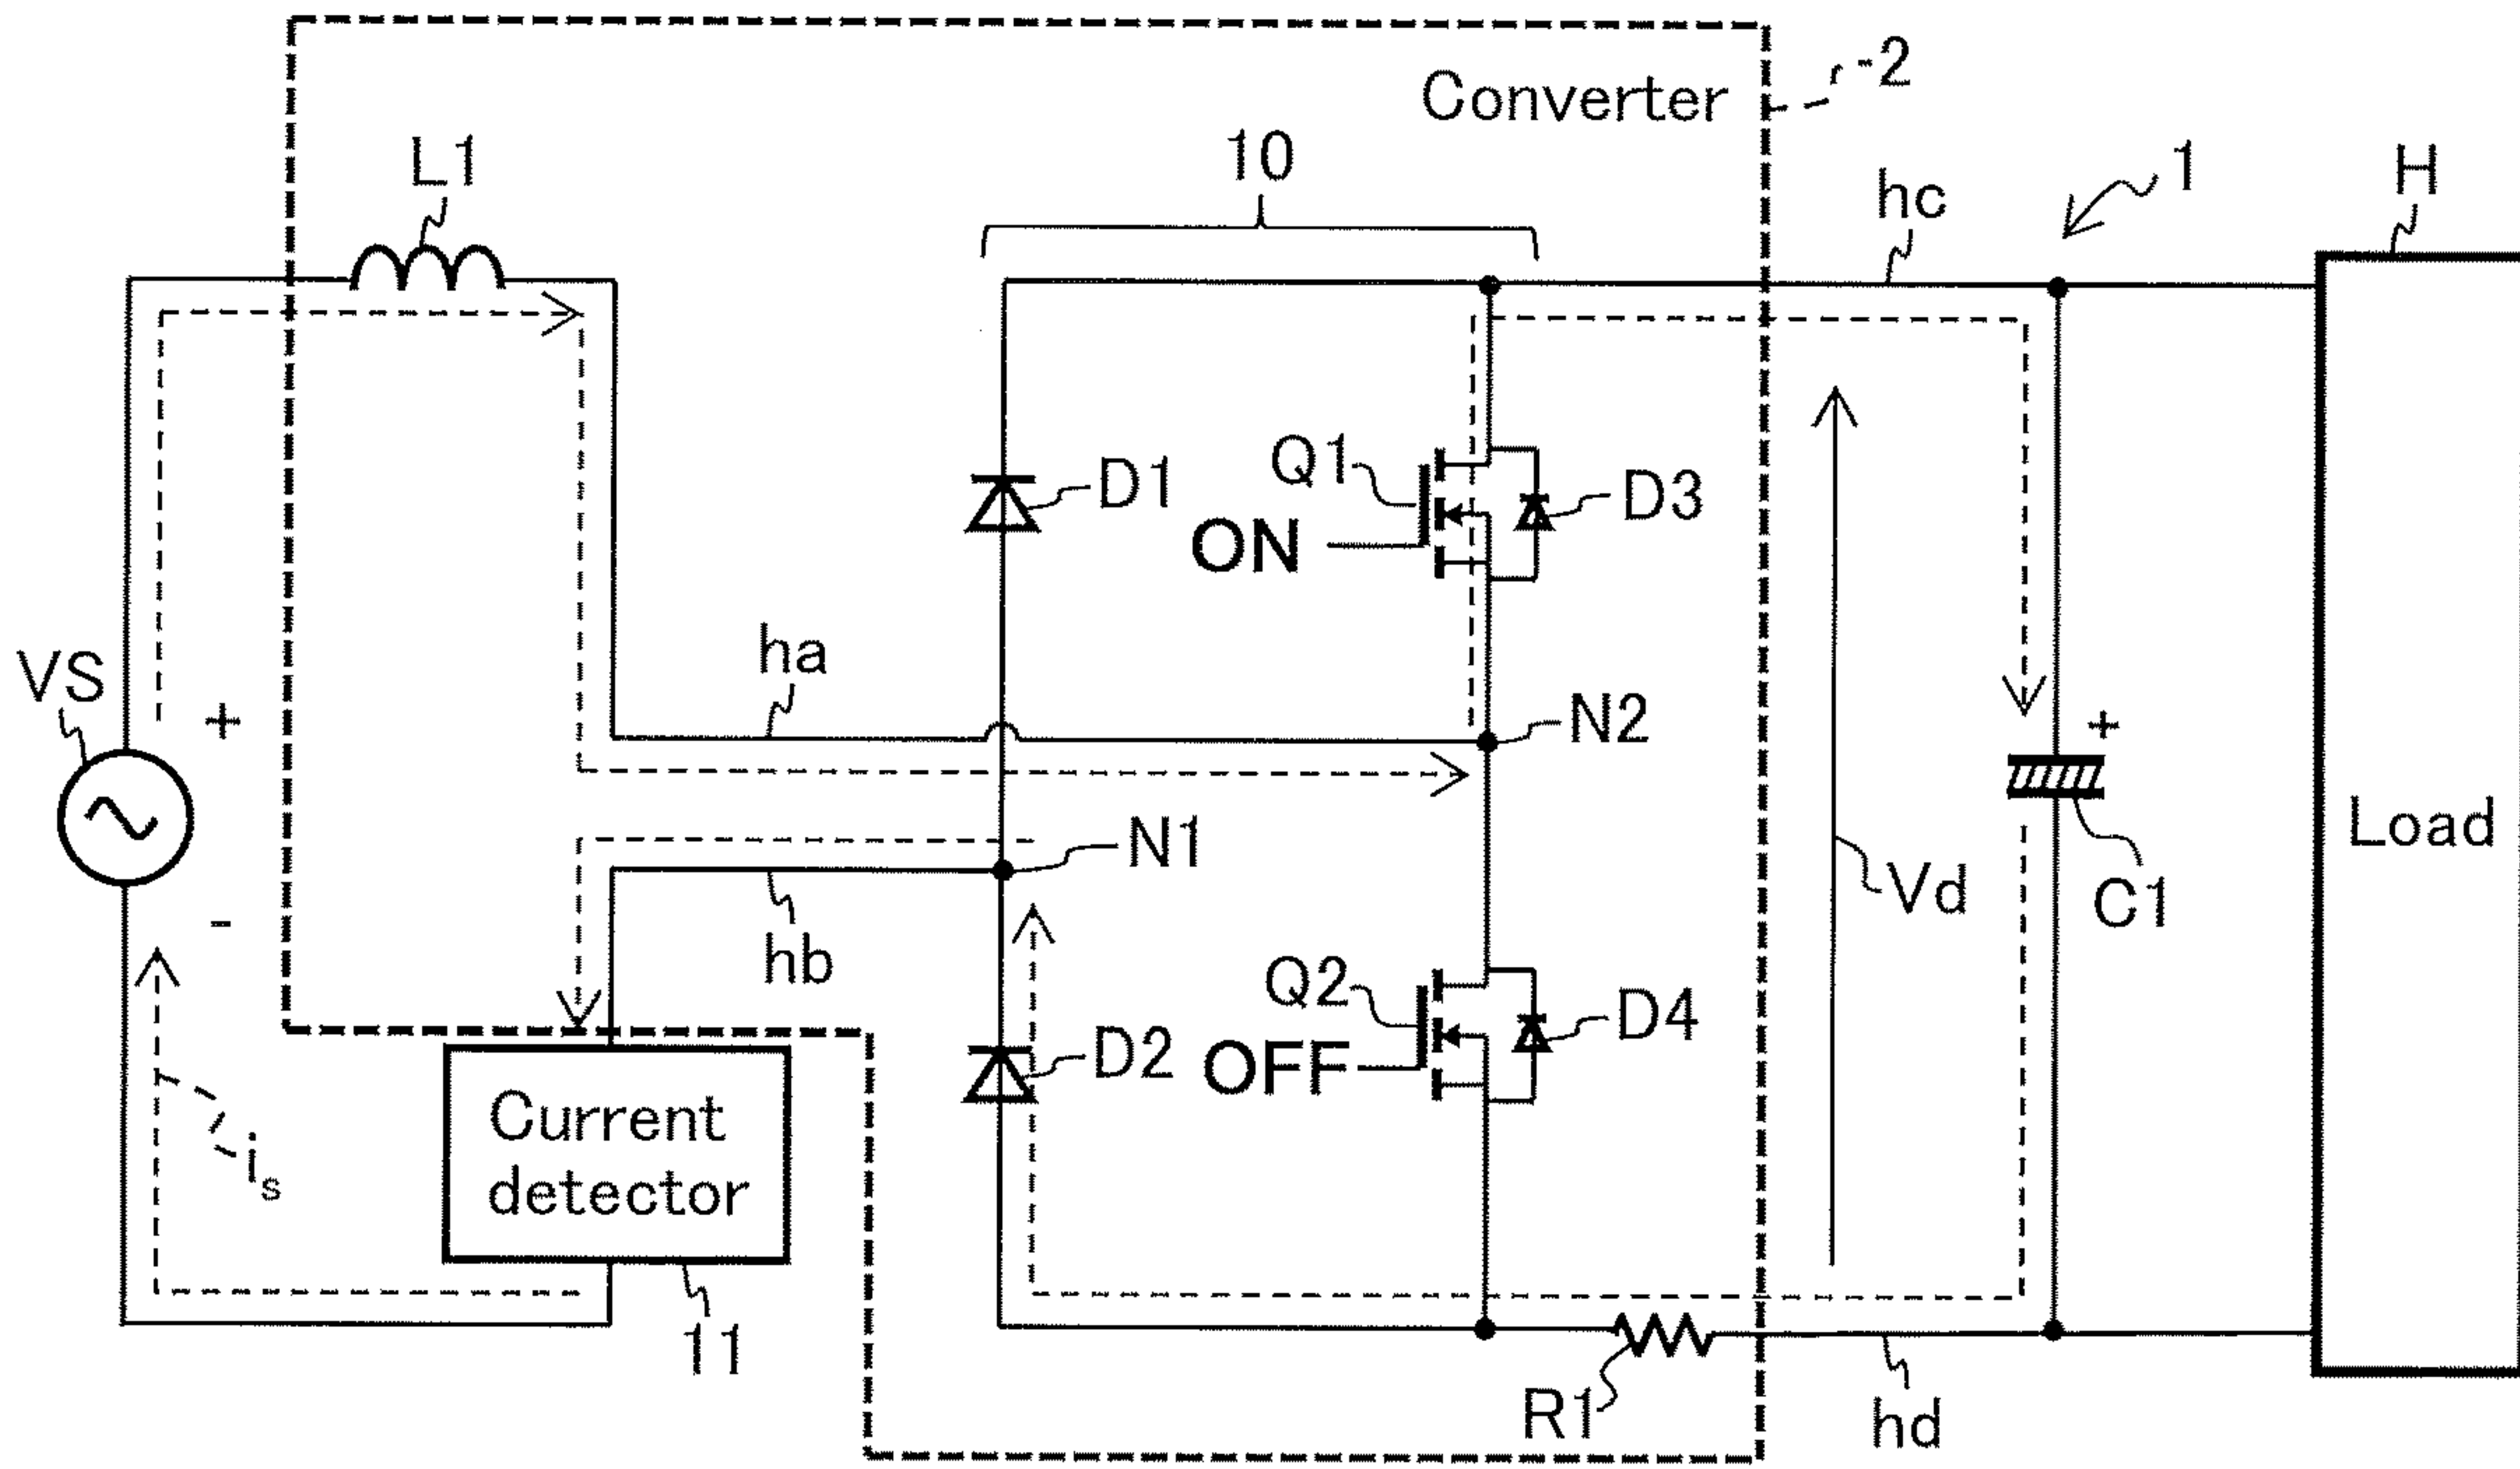 2
Converter
10
L1
hc
1
H
D1
Q1
D3
ON
VS
+
ha
N2
+
N1
Load
-
hb
Vd
C1
Q2
D4
D2
OFF
Current
detector
is
11
R1
hd